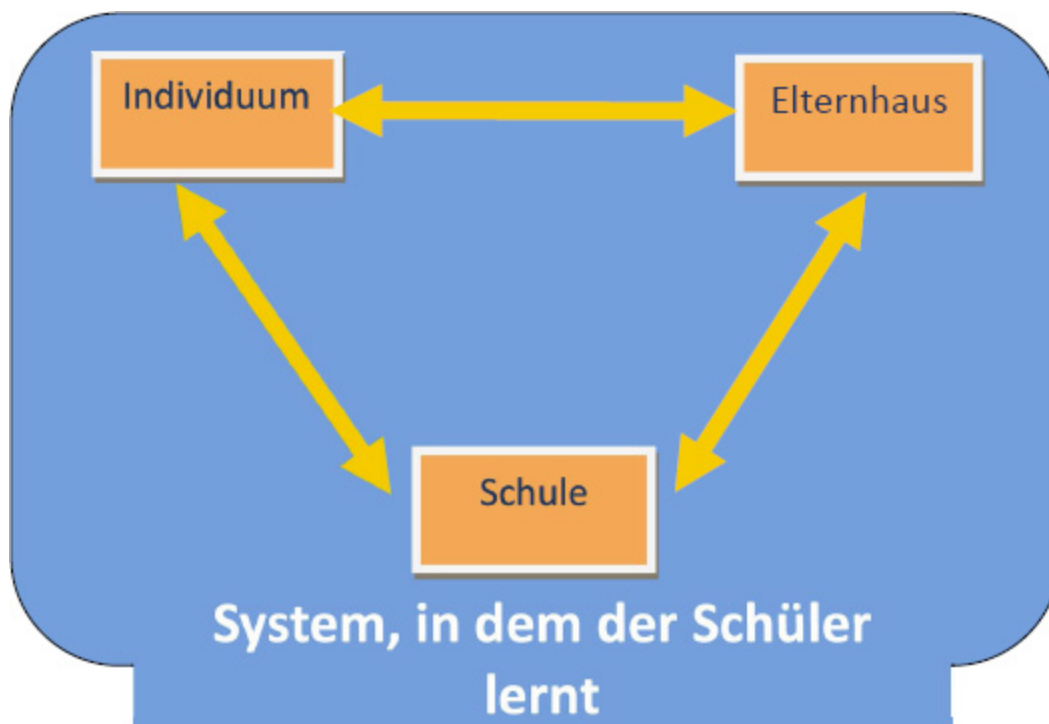 Individuum
Elternhaus
Schule
System, in dem der Schüler
lernt